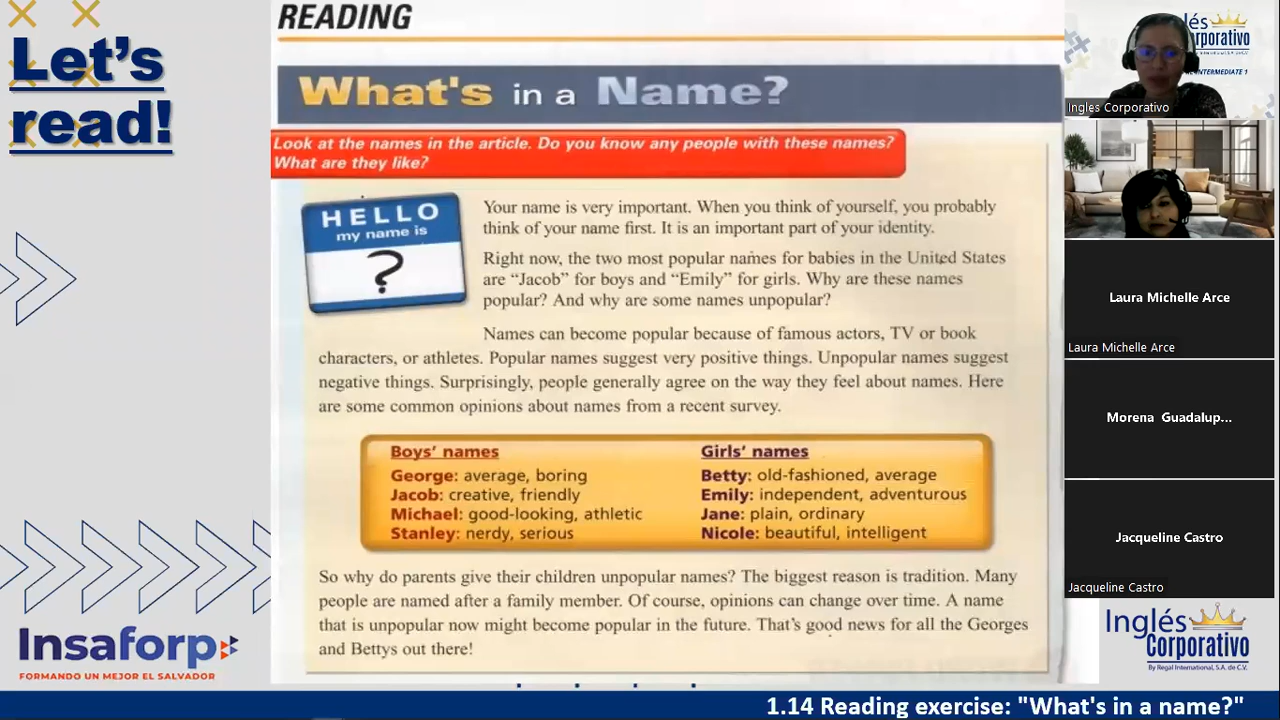 Let's
read!
READING
What's in a Name?
Look at the names in the article. Do you know any people with these names?
What are they like?
HELLO
my name is
?
Your name is very important. When you think of yourself, you probably
think of your name first. It is an important part of your identity.
Right now, the two most popular names for babies in the United States
are “Jacob” for boys and “Emily” for girls. Why are these names
popular? And why are some names unpopular?
Names can become popular because of famous actors, TV or book
characters, or athletes. Popular names suggest very positive things. Unpopular names suggest
negative things. Surprisingly, people generally agree on the way they feel about names. Here
are some common opinions about names from a recent survey.
Boys' names
George: average, boring
Jacob: creative, friendly
Michael: good-looking, athletic
Stanley: nerdy, serious
Girls' names
Betty: old-fashioned, average
Emily: independent, adventurous
Jane: plain, ordinary
Nicole: beautiful, intelligent
So why do parents give their children unpopular names? The biggest reason is tradition. Many
people are named after a family member. Of course, opinions can change over time. A name
that is unpopular now might become popular in the future. That's good news for all the Georges
and Bettys out there!
Insaforp
FORMANDO UN MEJOR EL SALVADOR
Ingles Corporativo
Laura Michelle Arce
Laura Michelle Arce
Morena Guadalup...
Jacqueline Castro
Jacqueline Castro
Inglés
Corporativo
By Regal International, S.A. de C.V.
1.14 Reading exercise: "What's in a name?"